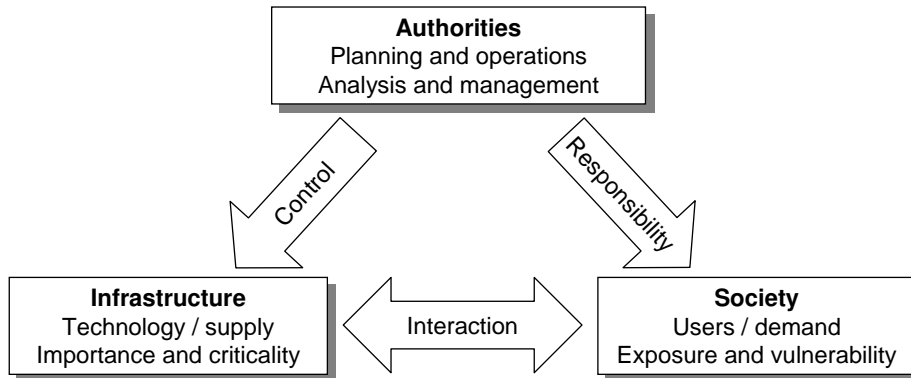 Authorities
Planning and operations
Analysis and management
Control
Responsibility
Infrastructure
Technology / supply
Importance and criticality
Interaction
Society
Users / demand
Exposure and vulnerability